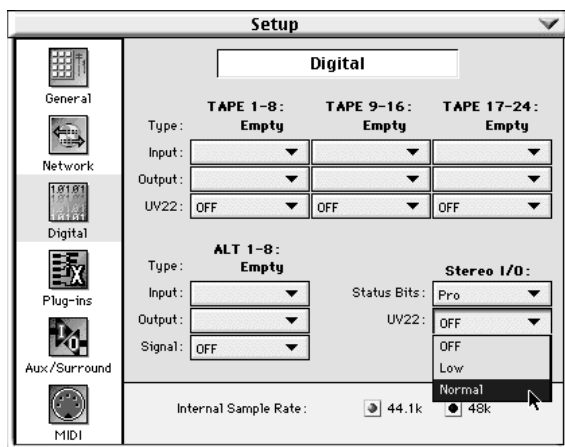 Setup
Digital
General
Network
Digital
Plug-ins
Aux/Surround
MIDI
TAPE 1-8: TAPE 9-16: TAPE 17-24:
Type: Empty Empty Empty
Input:
Output:
UV22: OFF OFF OFF
ALT 1-8:
Type: Empty Stereo I/O:
Input: Status Bits: Pro
Output: UV22: OFF
Signal: OFF OFF
Low
Normal
Internal Sample Rate: 44.1k 48k